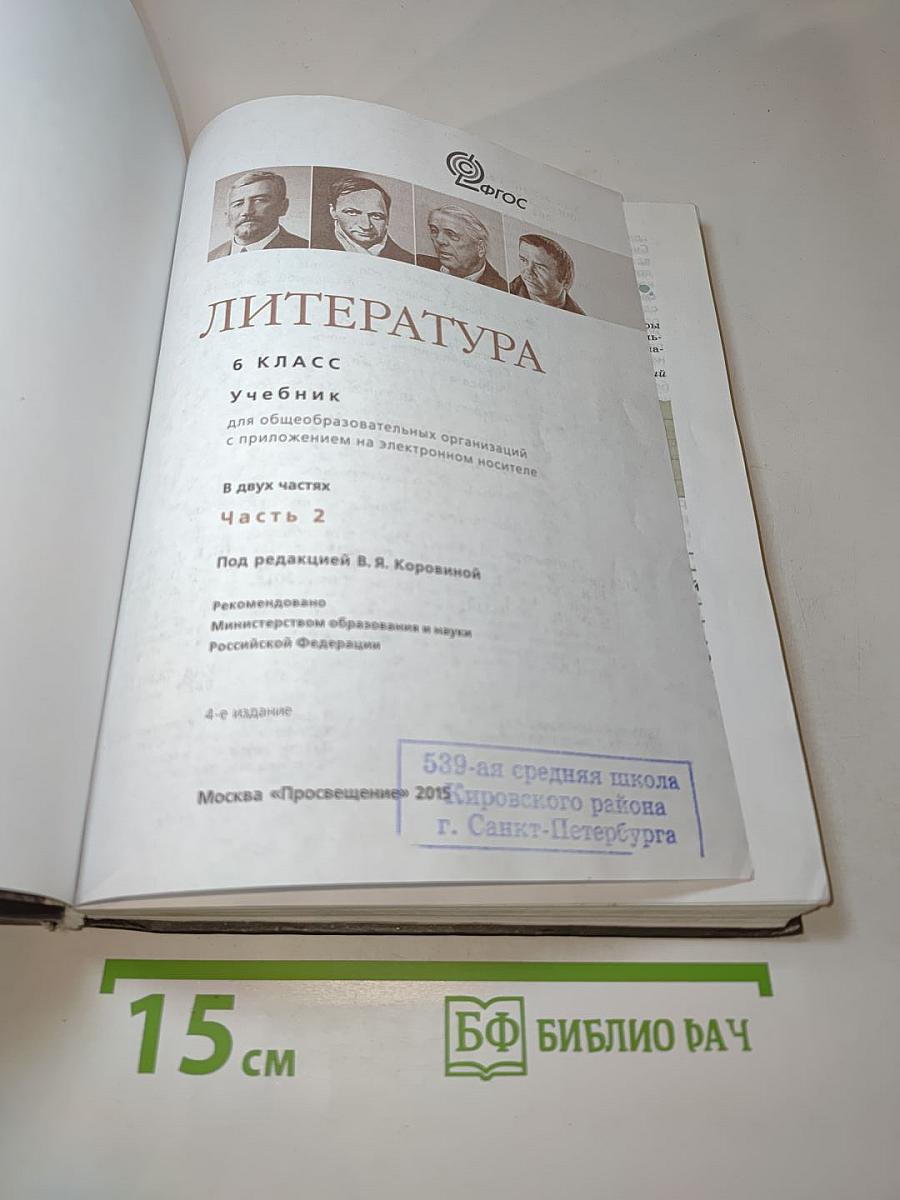 ФГОС
ЛИТЕРАТУРА
6 КЛАСС
Учебник
для общеобразовательных организаций
с приложением на электронном носителе
В двух частях
Часть 2
Под редакцией В. Я. Коровиной
Рекомендовано
Министерством образования и науки
Российской Федерации
4-е издание
Москва «Просвещение» 2015
539-ая средняя школа
Кировского района
г. Санкт-Петербурга
15 см
БФ БИБЛИО